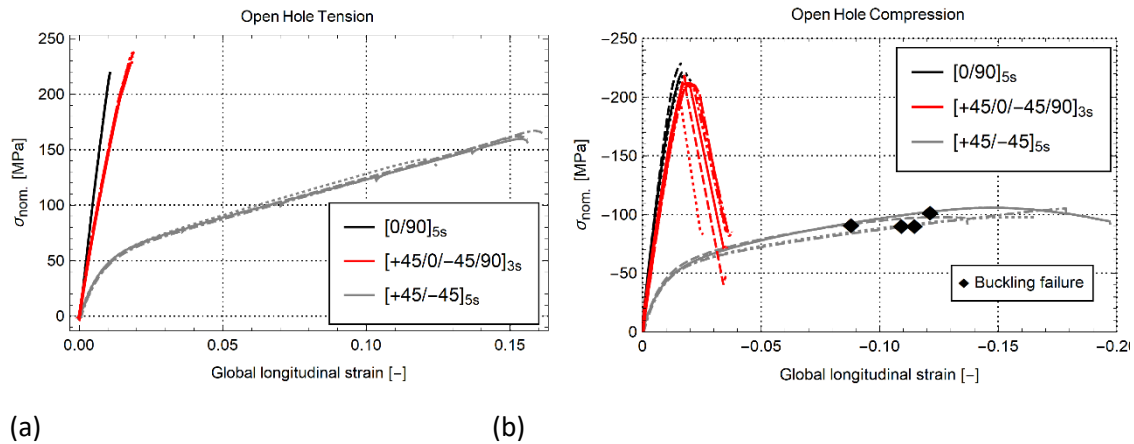 Open Hole Tension
250
200
150
100
50
0
0.00 0.05 0.10 0.15
σnom. [MPa]
Global longitudinal strain [−]
[0/90]5s
[+45/0/−45/90]3s
[+45/−45]5s
(a)
Open Hole Compression
−250
−200
−150
−100
−50
0
0 −0.05 −0.10 −0.15 −0.20
σnom. [MPa]
Global longitudinal strain [−]
[0/90]5s
[+45/0/−45/90]3s
[+45/−45]5s
Buckling failure
(b)